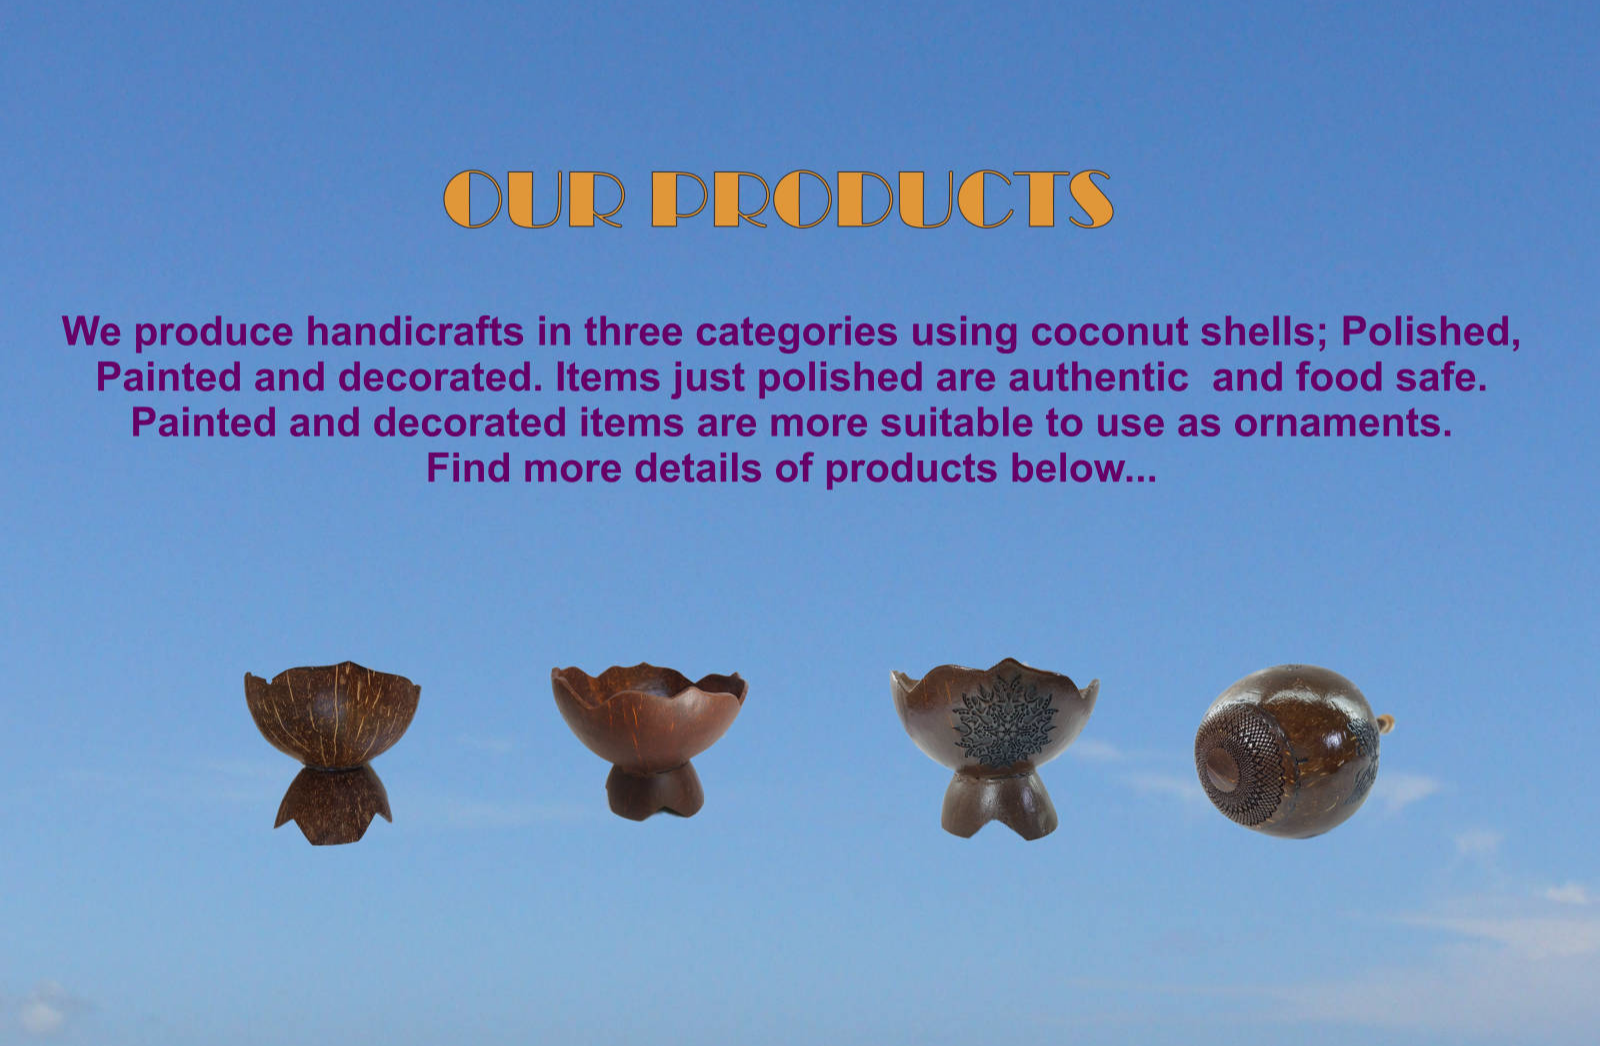 OUR PRODUCTS
We produce handicrafts in three categories using coconut shells; Polished,
Painted and decorated. Items just polished are authentic  and food safe.
Painted and decorated items are more suitable to use as ornaments.
Find more details of products below...